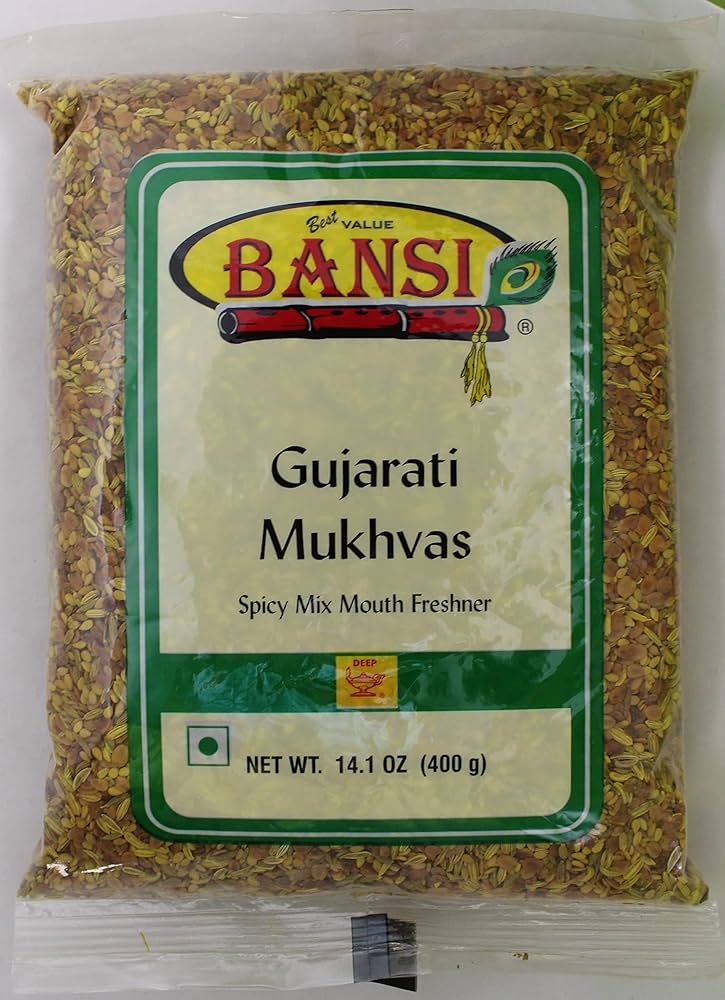 Best VALUE
BANSI
®
Gujarati
Mukhvas
Spicy Mix Mouth Freshner
DEEP
®
NET WT. 14.1 OZ (400 g)